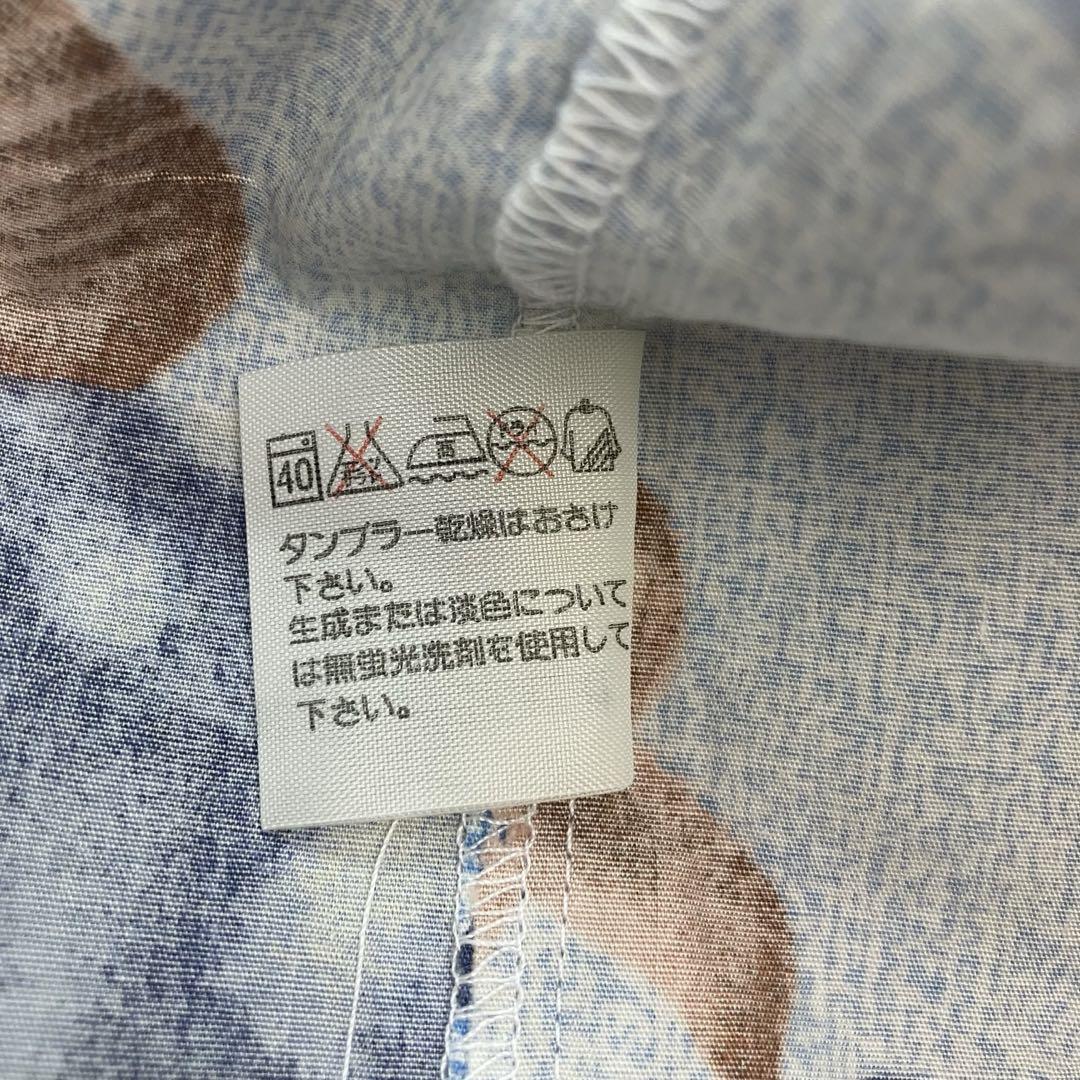 40
タンブラー乾燥はおさけ
下さい。
生成または淡色について
は無蛍光洗剤を使用して
下さい。